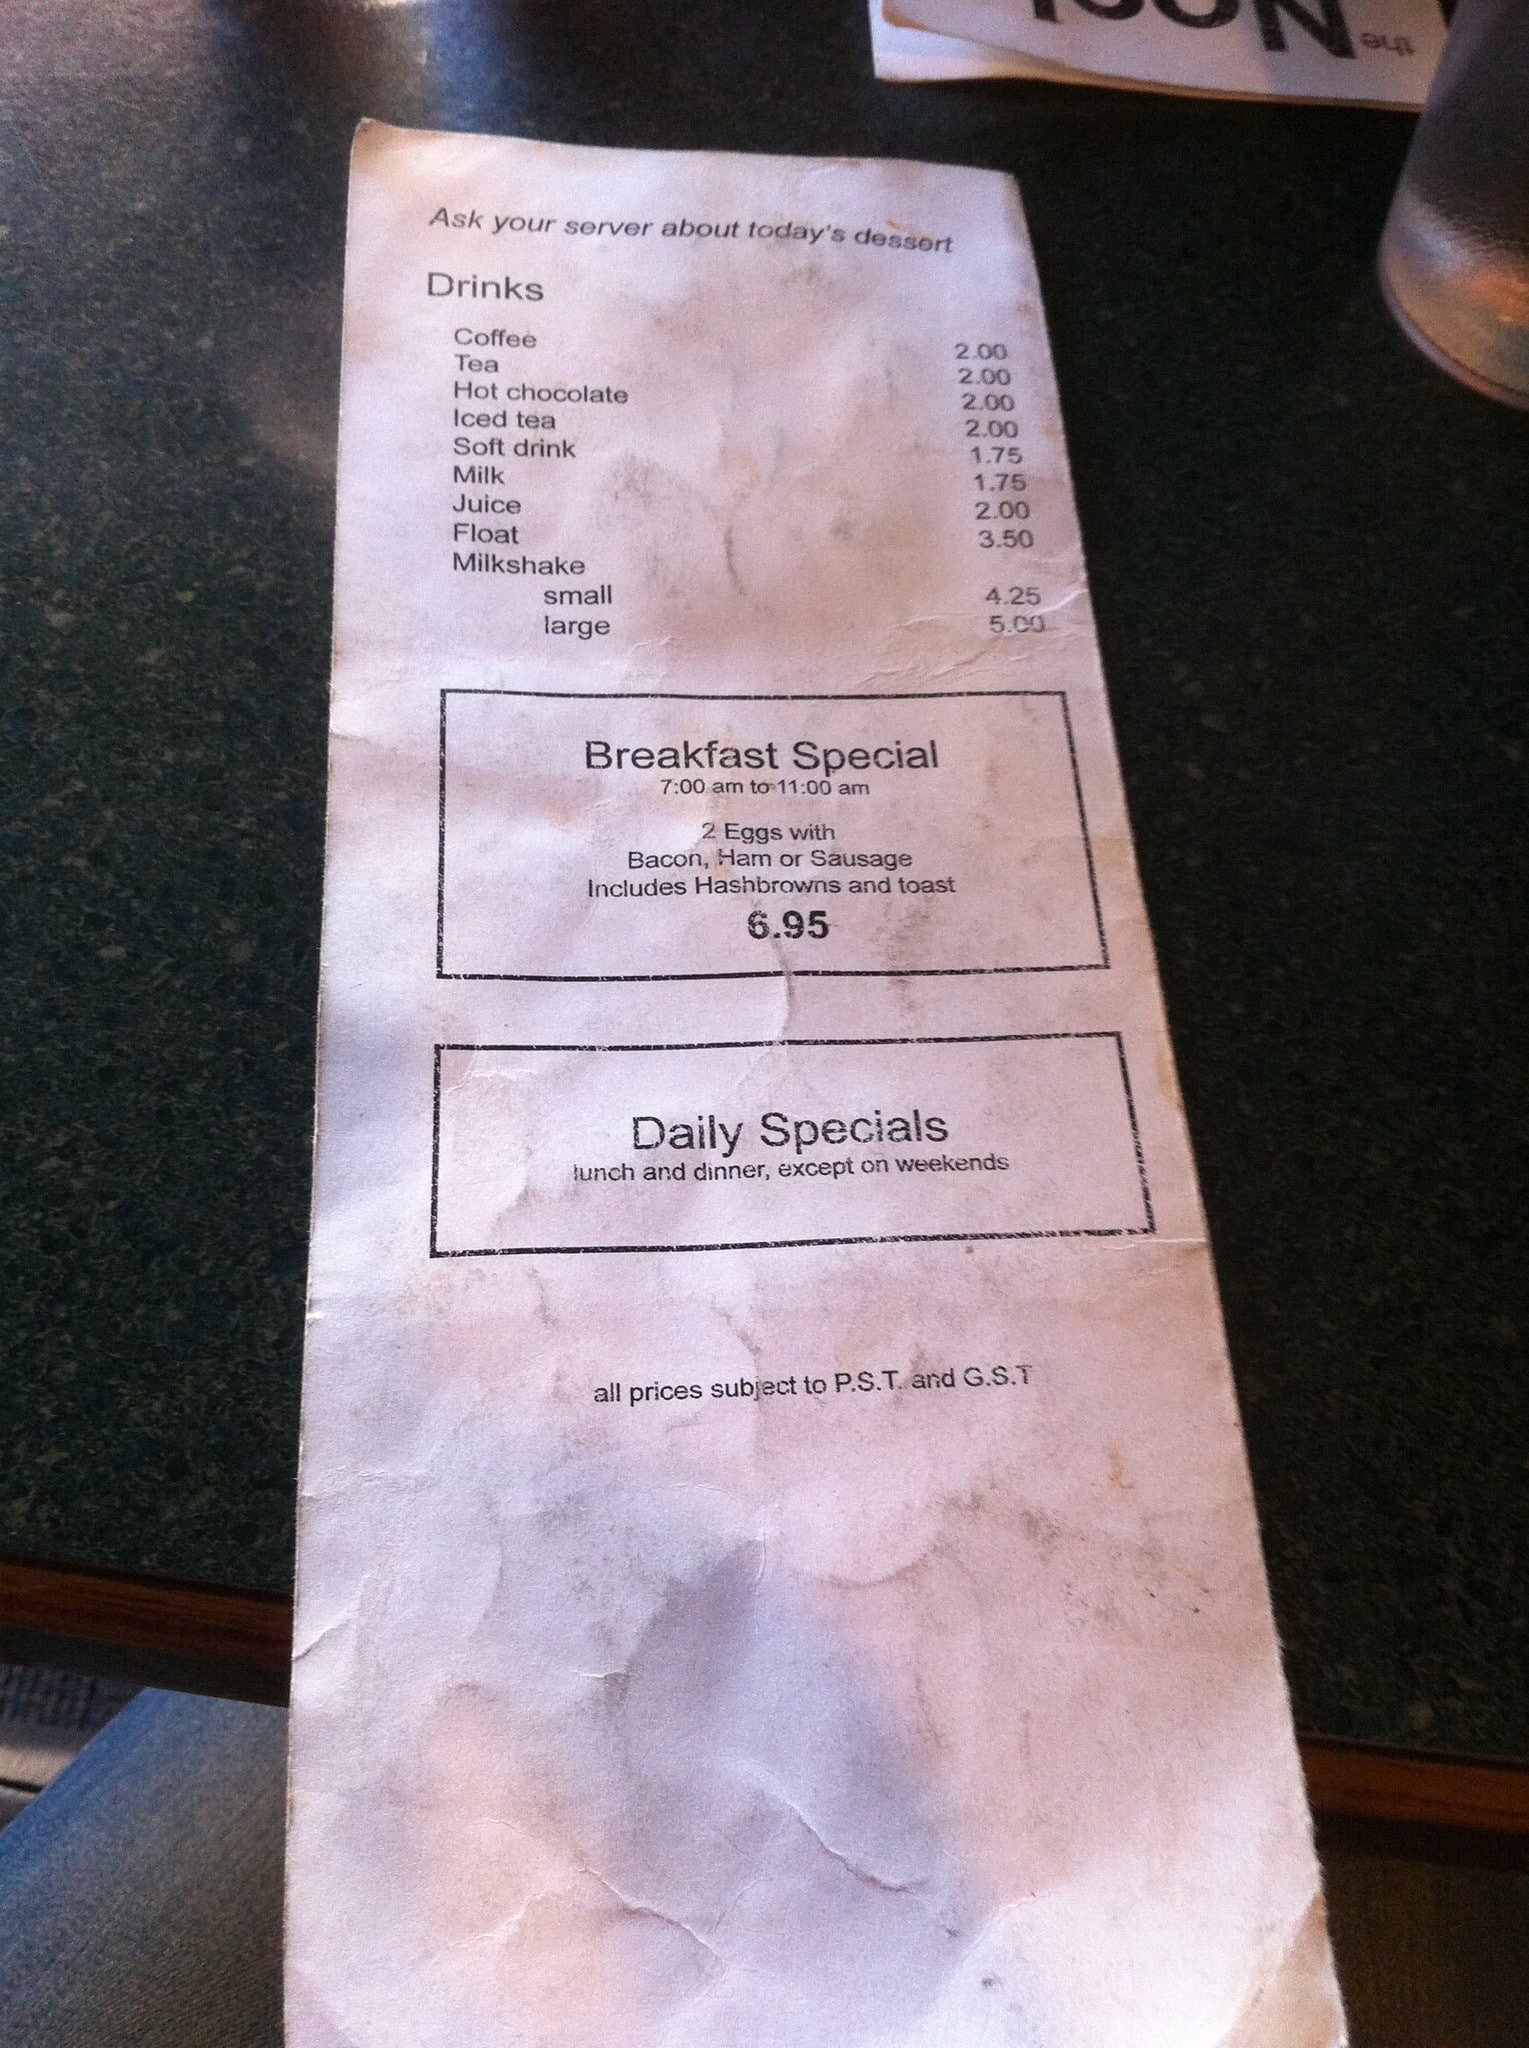 Ask your server about today's dessert
Drinks
Coffee 2.00
Tea 2.00
Hot chocolate 2.00
Iced tea 2.00
Soft drink 1.75
Milk 1.75
Juice 2.00
Float 3.50
Milkshake
small 4.25
large 5.00
Breakfast Special
7:00 am to 11:00 am
2 Eggs with
Bacon, Ham or Sausage
Includes Hashbrowns and toast
6.95
Daily Specials
lunch and dinner, except on weekends
all prices subject to P.S.T. and G.S.T
the